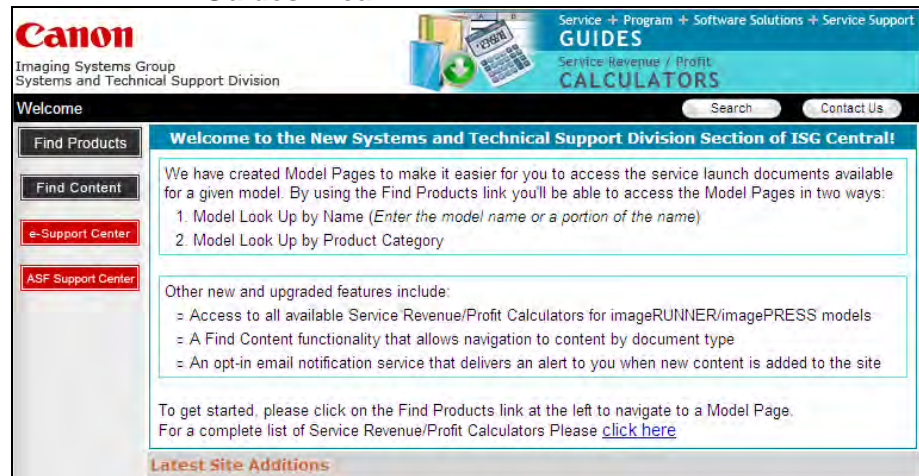 Canon
Imaging Systems Group
Systems and Technical Support Division
Service + Program + Software Solutions + Service Support
GUIDES
Service Revenue / Profit
CALCULATORS
Welcome
Search
Contact Us
Find Products
Find Content
e-Support Center
ASF Support Center
Welcome to the New Systems and Technical Support Division Section of ISG Central!
We have created Model Pages to make it easier for you to access the service launch documents available
for a given model. By using the Find Products link you'll be able to access the Model Pages in two ways:
1. Model Look Up by Name (Enter the model name or a portion of the name)
2. Model Look Up by Product Category
Other new and upgraded features include:
= Access to all available Service Revenue/Profit Calculators for imageRUNNER/imagePRESS models
= A Find Content functionality that allows navigation to content by document type
= An opt-in email notification service that delivers an alert to you when new content is added to the site
To get started, please click on the Find Products link at the left to navigate to a Model Page.
For a complete list of Service Revenue/Profit Calculators Please click here
Latest Site Additions